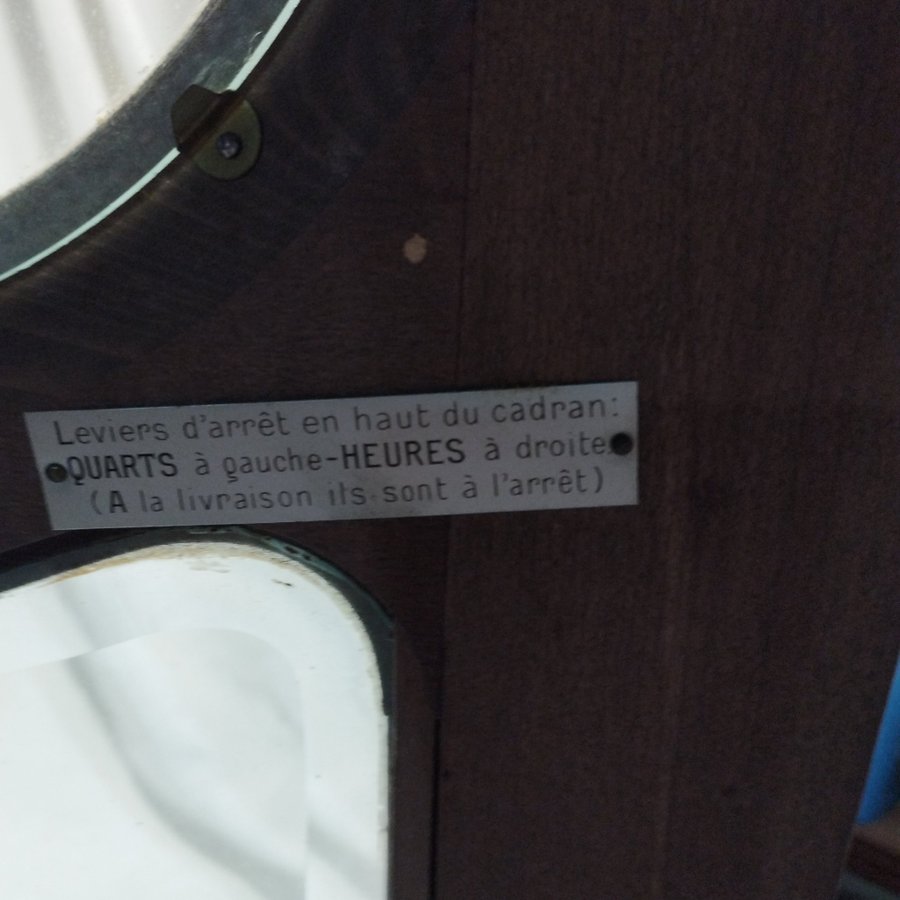 Leviers d'arrêt en haut du cadran:
QUARTS à gauche-HEURES à droite.
(A la livraison ils sont à l'arrêt)